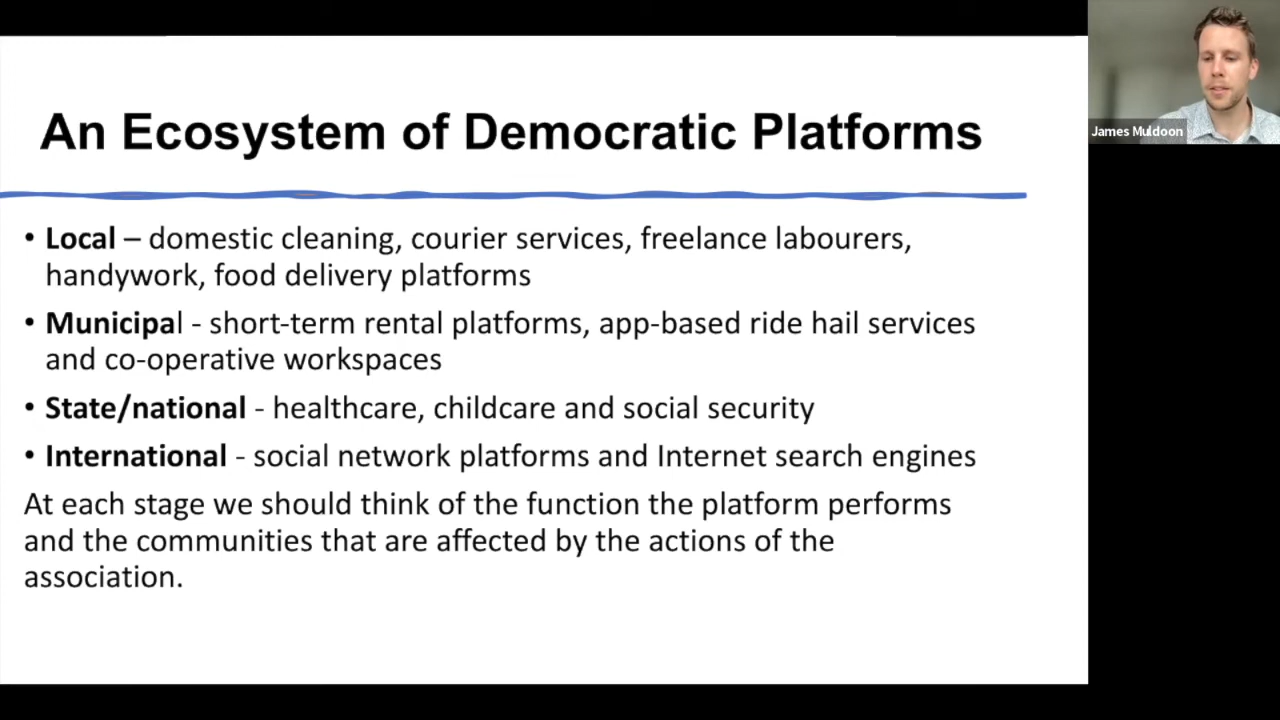 An Ecosystem of Democratic Platforms
James Muldoon
• Local – domestic cleaning, courier services, freelance labourers,
handywork, food delivery platforms
• Municipal - short-term rental platforms, app-based ride hail services
and co-operative workspaces
• State/national - healthcare, childcare and social security
• International - social network platforms and Internet search engines
At each stage we should think of the function the platform performs
and the communities that are affected by the actions of the
association.